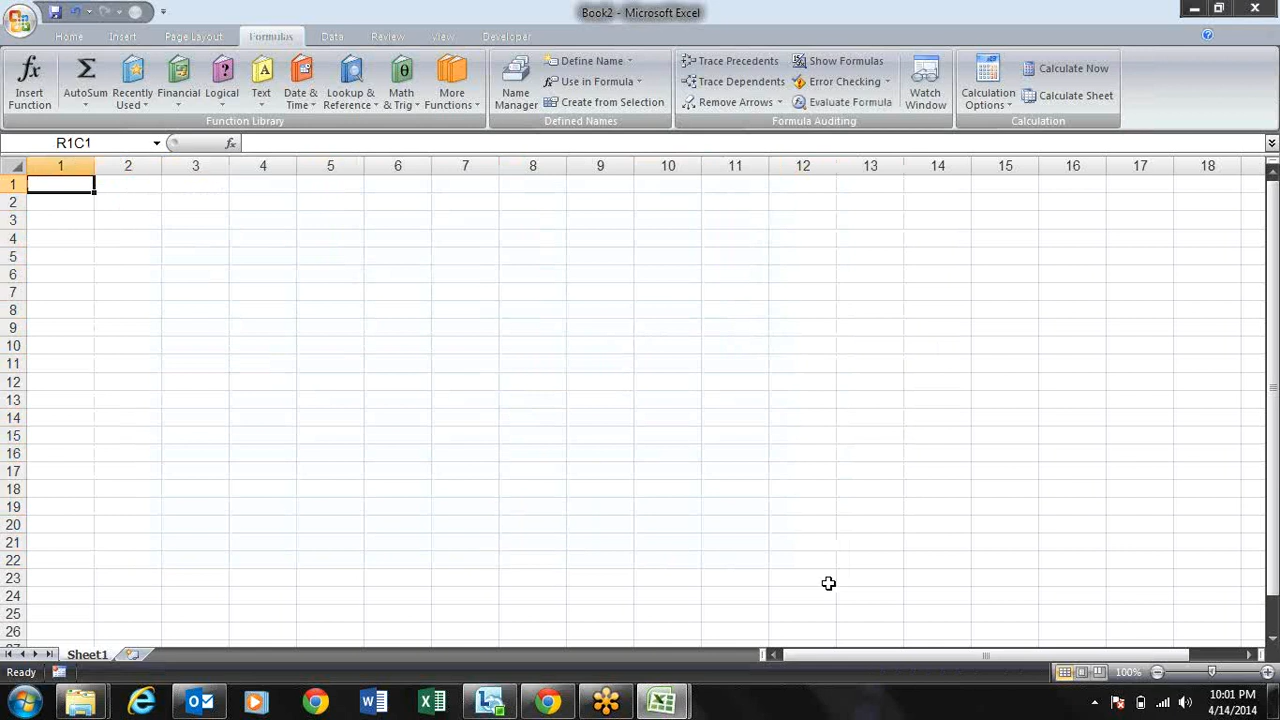 Book2 - Microsoft Excel
Home Insert Page Layout Formulas Data Review View Developer
Insert Function
AutoSum
Recently Used
Financial
Logical
Text
Date & Time
Lookup & Reference
Math & Trig
More Functions
Function Library
Name Manager
Define Name
Use in Formula
Create from Selection
Defined Names
Trace Precedents
Trace Dependents
Remove Arrows
Show Formulas
Error Checking
Evaluate Formula
Formula Auditing
Watch Window
Calculation Options
Calculate Now
Calculate Sheet
Calculation
R1C1 fx
1 2 3 4 5 6 7 8 9 10 11 12 13 14 15 16 17 18
1
2
3
4
5
6
7
8
9
10
11
12
13
14
15
16
17
18
19
20
21
22
23
24
25
26
Sheet1
Ready 100%
10:01 PM
4/14/2014